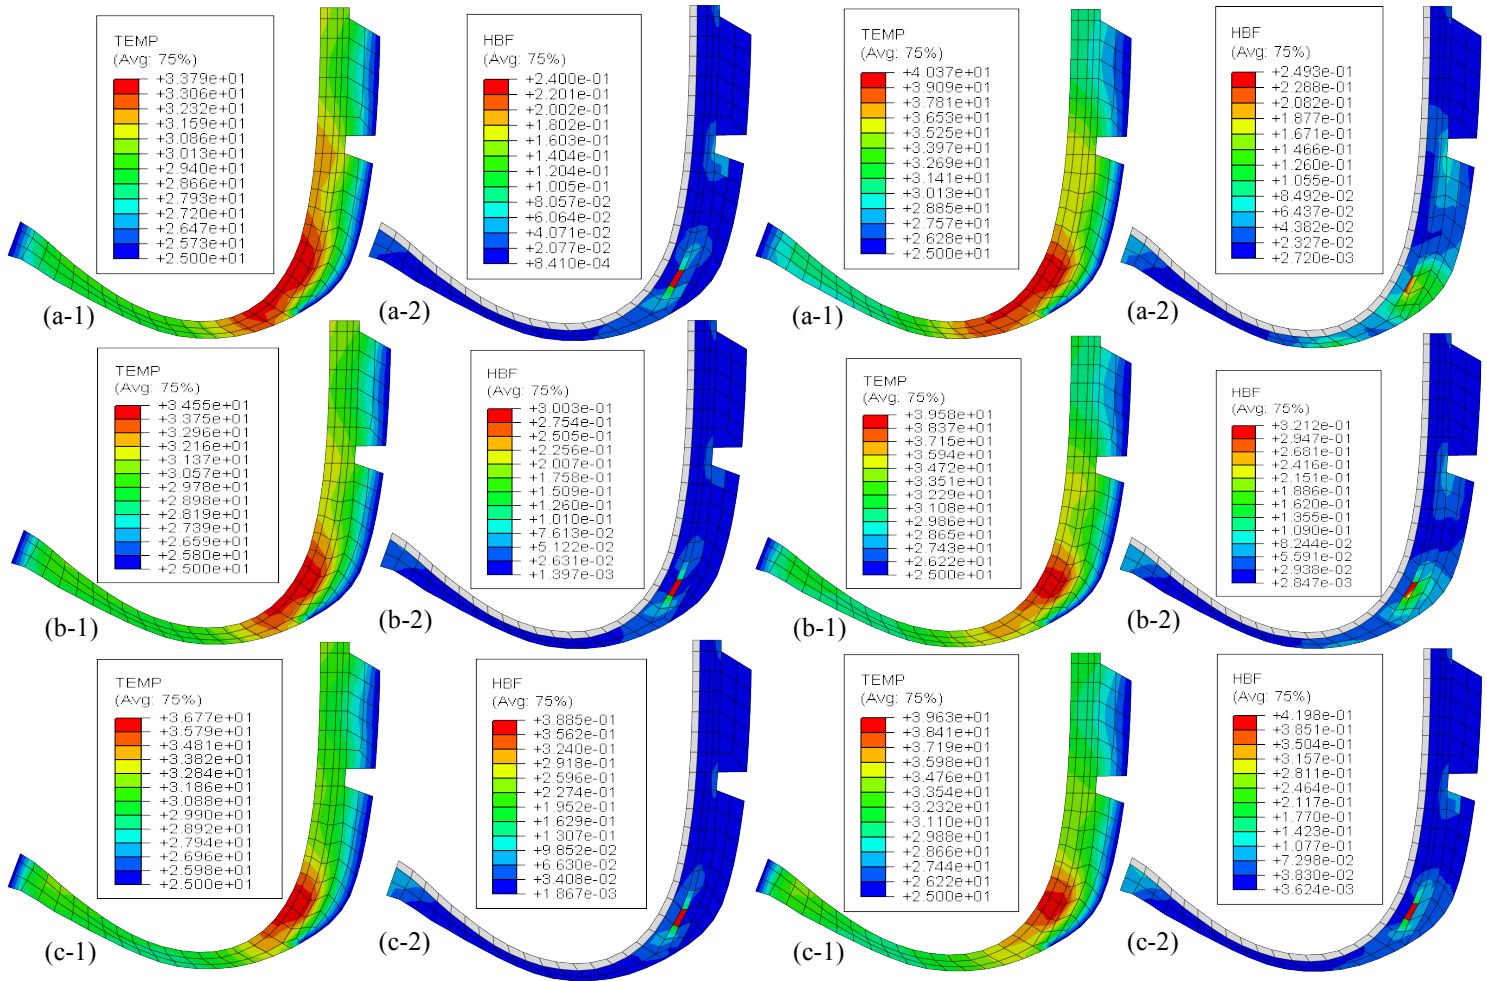 TEMP
(Avg: 75%)
+3.379e+01
+3.306e+01
+3.232e+01
+3.159e+01
+3.086e+01
+3.013e+01
+2.940e+01
+2.866e+01
+2.793e+01
+2.720e+01
+2.647e+01
+2.573e+01
+2.500e+01
(a-1)
HBF
(Avg: 75%)
+2.400e-01
+2.201e-01
+2.002e-01
+1.802e-01
+1.603e-01
+1.404e-01
+1.204e-01
+1.005e-01
+8.057e-02
+6.064e-02
+4.071e-02
+2.077e-02
+8.410e-04
(a-2)
TEMP
(Avg: 75%)
+4.037e+01
+3.909e+01
+3.781e+01
+3.653e+01
+3.525e+01
+3.397e+01
+3.269e+01
+3.141e+01
+3.013e+01
+2.885e+01
+2.757e+01
+2.628e+01
+2.500e+01
(a-1)
HBF
(Avg: 75%)
+2.493e-01
+2.288e-01
+2.082e-01
+1.877e-01
+1.671e-01
+1.466e-01
+1.260e-01
+1.055e-01
+8.492e-02
+6.437e-02
+4.382e-02
+2.327e-02
+2.720e-03
(a-2)
TEMP
(Avg: 75%)
+3.455e+01
+3.375e+01
+3.296e+01
+3.216e+01
+3.137e+01
+3.057e+01
+2.978e+01
+2.898e+01
+2.819e+01
+2.739e+01
+2.659e+01
+2.580e+01
+2.500e+01
(b-1)
HBF
(Avg: 75%)
+3.003e-01
+2.754e-01
+2.505e-01
+2.256e-01
+2.007e-01
+1.758e-01
+1.509e-01
+1.260e-01
+1.010e-01
+7.613e-02
+5.122e-02
+2.631e-02
+1.397e-03
(b-2)
TEMP
(Avg: 75%)
+3.958e+01
+3.837e+01
+3.715e+01
+3.594e+01
+3.472e+01
+3.351e+01
+3.229e+01
+3.108e+01
+2.986e+01
+2.865e+01
+2.743e+01
+2.622e+01
+2.500e+01
(b-1)
HBF
(Avg: 75%)
+3.212e-01
+2.947e-01
+2.681e-01
+2.416e-01
+2.151e-01
+1.886e-01
+1.620e-01
+1.355e-01
+1.090e-01
+8.244e-02
+5.591e-02
+2.938e-02
+2.847e-03
(b-2)
TEMP
(Avg: 75%)
+3.677e+01
+3.579e+01
+3.481e+01
+3.382e+01
+3.284e+01
+3.186e+01
+3.088e+01
+2.990e+01
+2.892e+01
+2.794e+01
+2.696e+01
+2.598e+01
+2.500e+01
(c-1)
HBF
(Avg: 75%)
+3.885e-01
+3.562e-01
+3.240e-01
+2.918e-01
+2.596e-01
+2.274e-01
+1.952e-01
+1.629e-01
+1.307e-01
+9.852e-02
+6.630e-02
+3.408e-02
+1.867e-03
(c-2)
TEMP
(Avg: 75%)
+3.963e+01
+3.841e+01
+3.719e+01
+3.598e+01
+3.476e+01
+3.354e+01
+3.232e+01
+3.110e+01
+2.988e+01
+2.866e+01
+2.744e+01
+2.622e+01
+2.500e+01
(c-1)
HBF
(Avg: 75%)
+4.198e-01
+3.851e-01
+3.504e-01
+3.157e-01
+2.811e-01
+2.464e-01
+2.117e-01
+1.770e-01
+1.423e-01
+1.077e-01
+7.298e-02
+3.830e-02
+3.624e-03
(c-2)